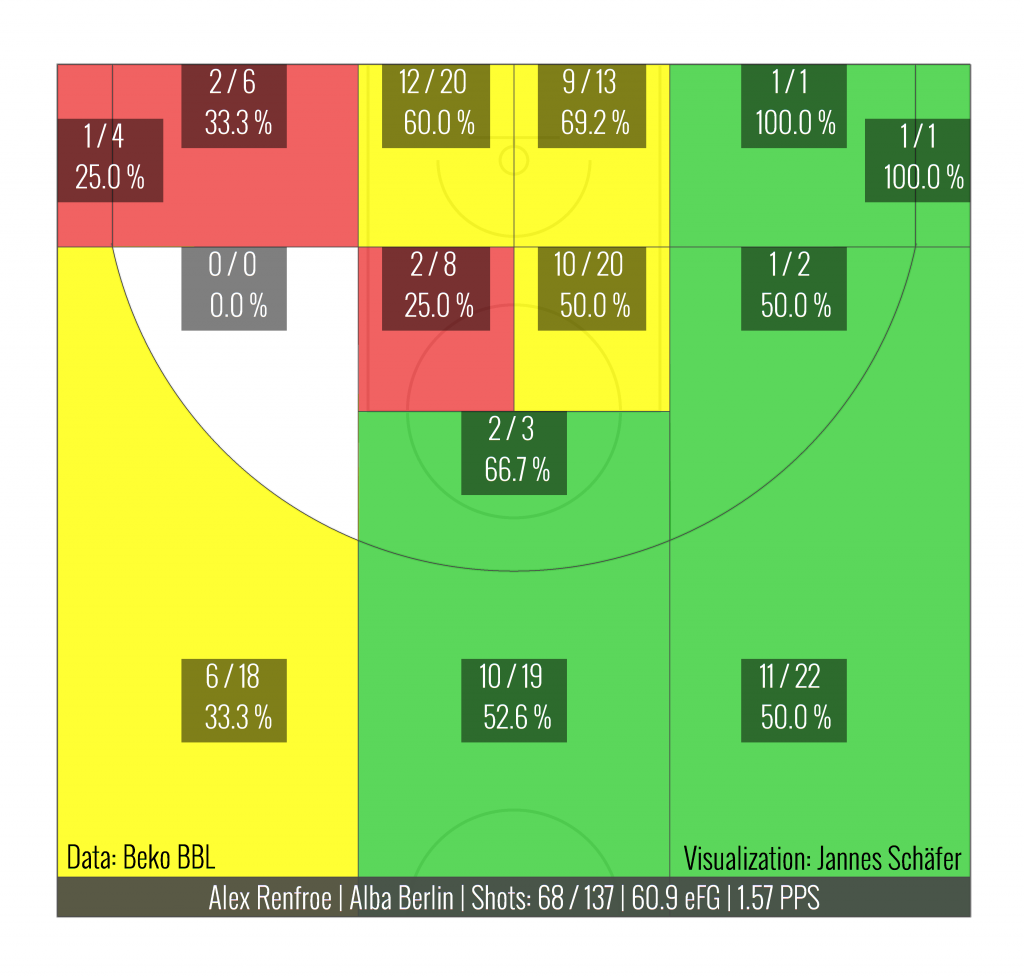 2 / 6
33.3 %
12 / 20
60.0 %
9 / 13
69.2 %
1 / 1
100.0 %
1 / 4
25.0 %
1 / 1
100.0 %
0 / 0
0.0 %
2 / 8
25.0 %
10 / 20
50.0 %
1 / 2
50.0 %
2 / 3
66.7 %
6 / 18
33.3 %
10 / 19
52.6 %
11 / 22
50.0 %
Data: Beko BBL
Visualization: Jannes Schäfer
Alex Renfroe | Alba Berlin | Shots: 68 / 137 | 60.9 eFG | 1.57 PPS